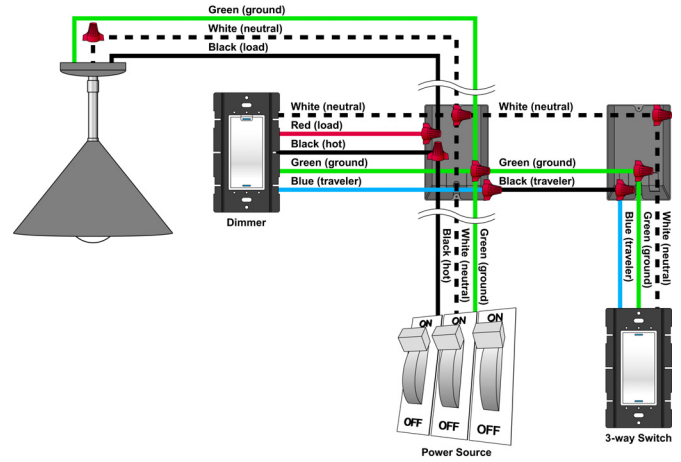 Green (ground)
White (neutral)
Black (load)
White (neutral)
White (neutral)
Red (load)
Black (hot)
Green (ground)
Green (ground)
Blue (traveler)
Black (traveler)
Dimmer
Black (hot)
White (neutral)
Green (ground)
Blue (traveler)
Green (ground)
White (neutral)
ON
ON
ON
OFF
OFF
OFF
Power Source
3-way Switch